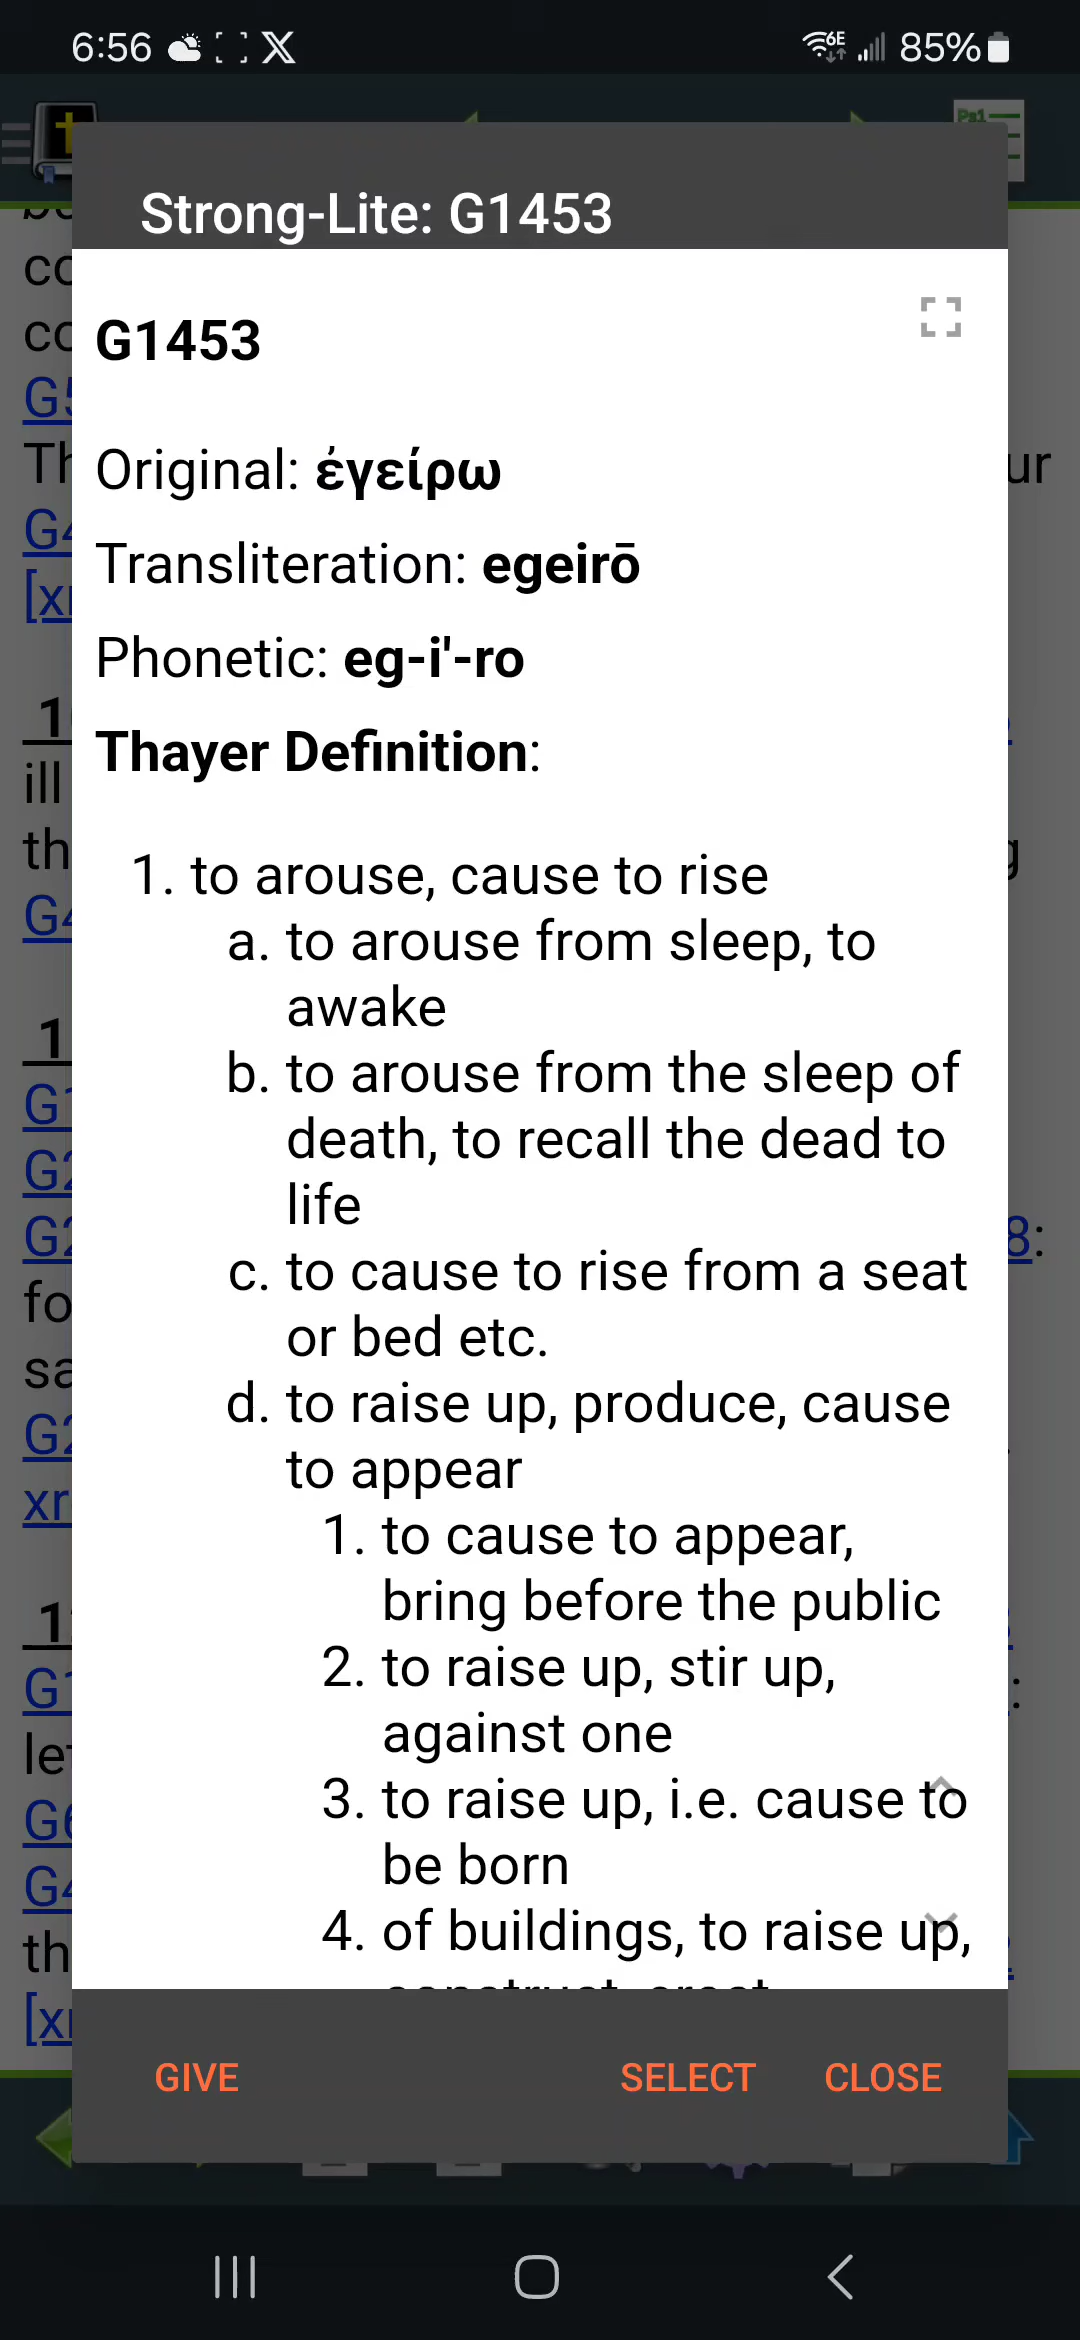 6:56
85%
Strong-Lite: G1453
G1453
Original: ἐγείρω
Transliteration: egeirō
Phonetic: eg-i'-ro
Thayer Definition:
1. to arouse, cause to rise
a. to arouse from sleep, to
awake
b. to arouse from the sleep of
death, to recall the dead to
life
c. to cause to rise from a seat
or bed etc.
d. to raise up, produce, cause
to appear
1. to cause to appear,
bring before the public
2. to raise up, stir up,
against one
3. to raise up, i.e. cause to
be born
4. of buildings, to raise up,
construct, erect
GIVE SELECT CLOSE